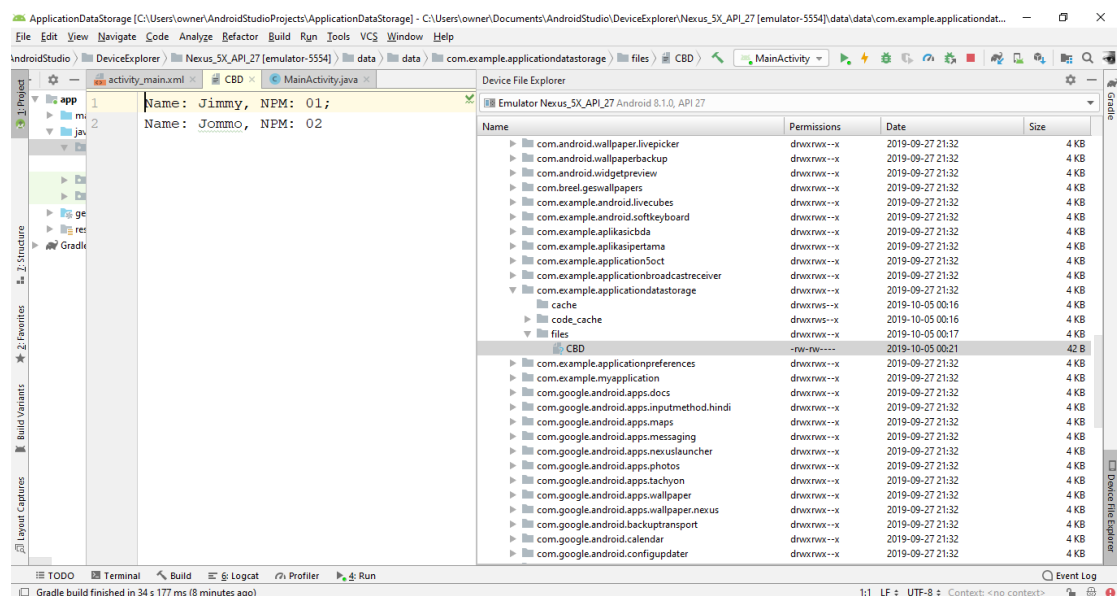 ApplicationDataStorage [C:\Users\owner\AndroidStudioProjects\ApplicationDataStorage] - C:\Users\owner\Documents\AndroidStudio\DeviceExplorer\Nexus_5X_API_27 [emulator-5554]\data\data\com.example.applicationdat...
File Edit View Navigate Code Analyze Refactor Build Run Tools VCS Window Help
AndroidStudio DeviceExplorer Nexus_5X_API_27 [emulator-5554] data data com.example.applicationdatastorage files CBD MainActivity
1: Project
7: Structure
2: Favorites
Build Variants
Layout Captures
app
m
jav
ge
res
Gradle
activity_main.xml CBD MainActivity.java
1 Name: Jimmy, NPM: 01;
2 Name: Jommo, NPM: 02
Device File Explorer
Emulator Nexus_5X_API_27 Android 8.1.0, API 27
Name Permissions Date Size
com.android.wallpaper.livepicker drwxrwx--x 2019-09-27 21:32 4 KB
com.android.wallpaperbackup drwxrwx--x 2019-09-27 21:32 4 KB
com.android.widgetpreview drwxrwx--x 2019-09-27 21:32 4 KB
com.breel.geswallpapers drwxrwx--x 2019-09-27 21:32 4 KB
com.example.android.livecubes drwxrwx--x 2019-09-27 21:32 4 KB
com.example.android.softkeyboard drwxrwx--x 2019-09-27 21:32 4 KB
com.example.aplikasicbda drwxrwx--x 2019-09-27 21:32 4 KB
com.example.aplikasipertama drwxrwx--x 2019-09-27 21:32 4 KB
com.example.application5oct drwxrwx--x 2019-09-27 21:32 4 KB
com.example.applicationbroadcastreceiver drwxrwx--x 2019-09-27 21:32 4 KB
com.example.applicationdatastorage drwxrwx--x 2019-09-27 21:32 4 KB
cache drwxrws--x 2019-10-05 00:16 4 KB
code_cache drwxrws--x 2019-10-05 00:16 4 KB
files drwxrwx--x 2019-10-05 00:17 4 KB
CBD -rw-rw---- 2019-10-05 00:21 42 B
com.example.applicationpreferences drwxrwx--x 2019-09-27 21:32 4 KB
com.example.myapplication drwxrwx--x 2019-09-27 21:32 4 KB
com.google.android.apps.docs drwxrwx--x 2019-09-27 21:32 4 KB
com.google.android.apps.inputmethod.hindi drwxrwx--x 2019-09-27 21:32 4 KB
com.google.android.apps.maps drwxrwx--x 2019-09-27 21:32 4 KB
com.google.android.apps.messaging drwxrwx--x 2019-09-27 21:32 4 KB
com.google.android.apps.nexuslauncher drwxrwx--x 2019-09-27 21:32 4 KB
com.google.android.apps.photos drwxrwx--x 2019-09-27 21:32 4 KB
com.google.android.apps.tachyon drwxrwx--x 2019-09-27 21:32 4 KB
com.google.android.apps.wallpaper drwxrwx--x 2019-09-27 21:32 4 KB
com.google.android.apps.wallpaper.nexus drwxrwx--x 2019-09-27 21:32 4 KB
com.google.android.backuptransport drwxrwx--x 2019-09-27 21:32 4 KB
com.google.android.calendar drwxrwx--x 2019-09-27 21:32 4 KB
com.google.android.configupdater drwxrwx--x 2019-09-27 21:32 4 KB
Gradle
Device File Explorer
TODO Terminal Build 6: Logcat Profiler 4: Run Event Log
Gradle build finished in 34 s 177 ms (8 minutes ago) 1:1 LF UTF-8 Context: <no context>